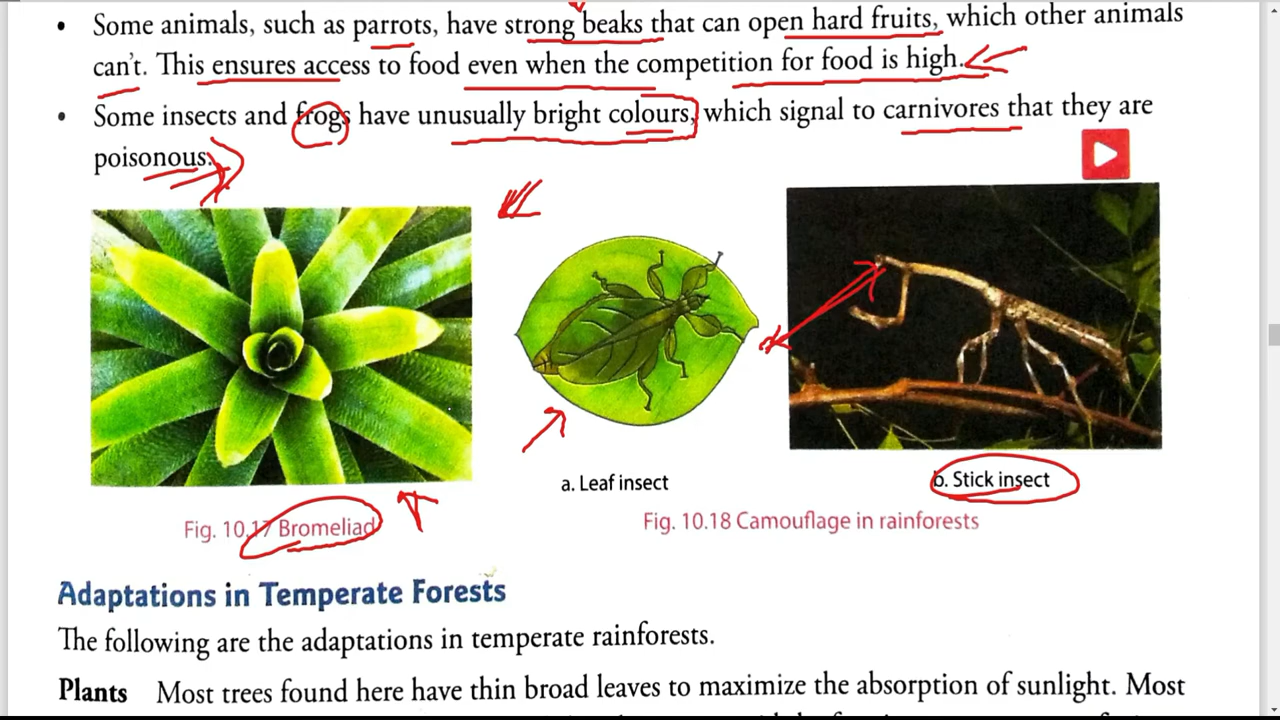 • Some animals, such as parrots, have strong beaks that can open hard fruits, which other animals
can't. This ensures access to food even when the competition for food is high.
• Some insects and frogs have unusually bright colours, which signal to carnivores that they are
poisonous.
a. Leaf insect
b. Stick insect
Fig. 10.17 Bromeliad
Fig. 10.18 Camouflage in rainforests
Adaptations in Temperate Forests
The following are the adaptations in temperate rainforests.
Plants Most trees found here have thin broad leaves to maximize the absorption of sunlight. Most